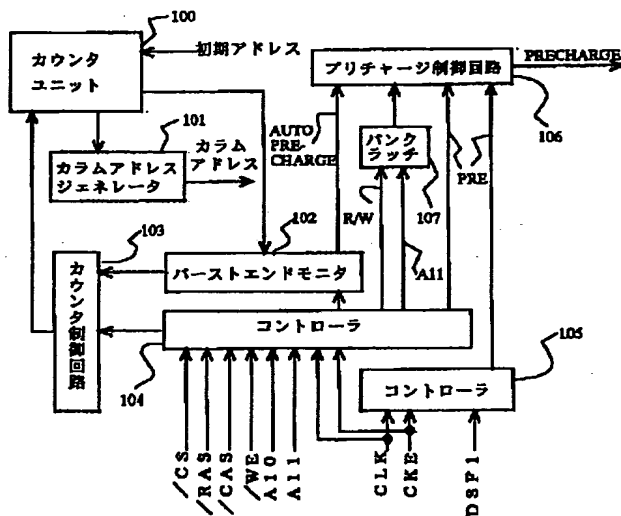 100
カウンタ
ユニット
初期アドレス
101
カラムアドレス
ジェネレータ
カラム
アドレス
プリチャージ制御回路
PRECHARGE
106
AUTO
PRE-
CHARGE
バンク
ラッチ
107
PRE
R/W
A11
102
バーストエンドモニタ
103
カウンタ制御回路
コントローラ
104
105
コントローラ
/CS
/RAS
/CAS
/WE
A10
A11
CLK
CKE
DSF1